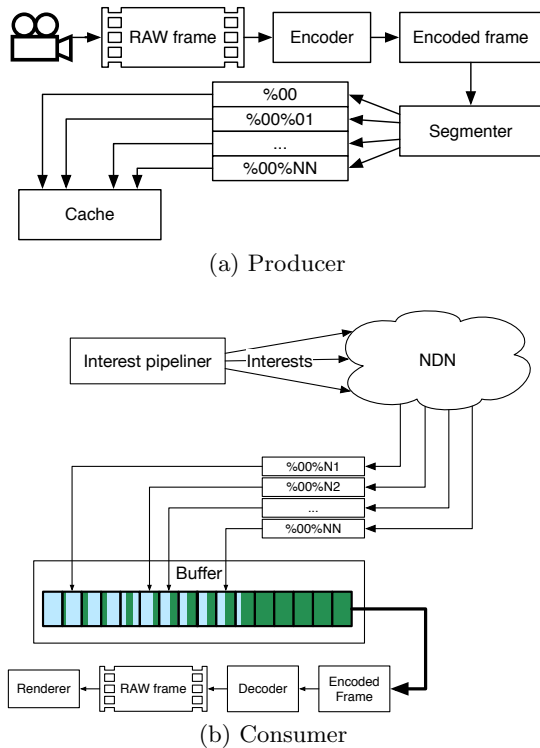 RAW frame
Encoder
Encoded frame
%00
%00%01
...
%00%NN
Segmenter
Cache
(a) Producer
Interest pipeliner
Interests
NDN
%00%N1
%00%N2
...
%00%NN
Buffer
Renderer
RAW frame
Decoder
Encoded
Frame
(b) Consumer